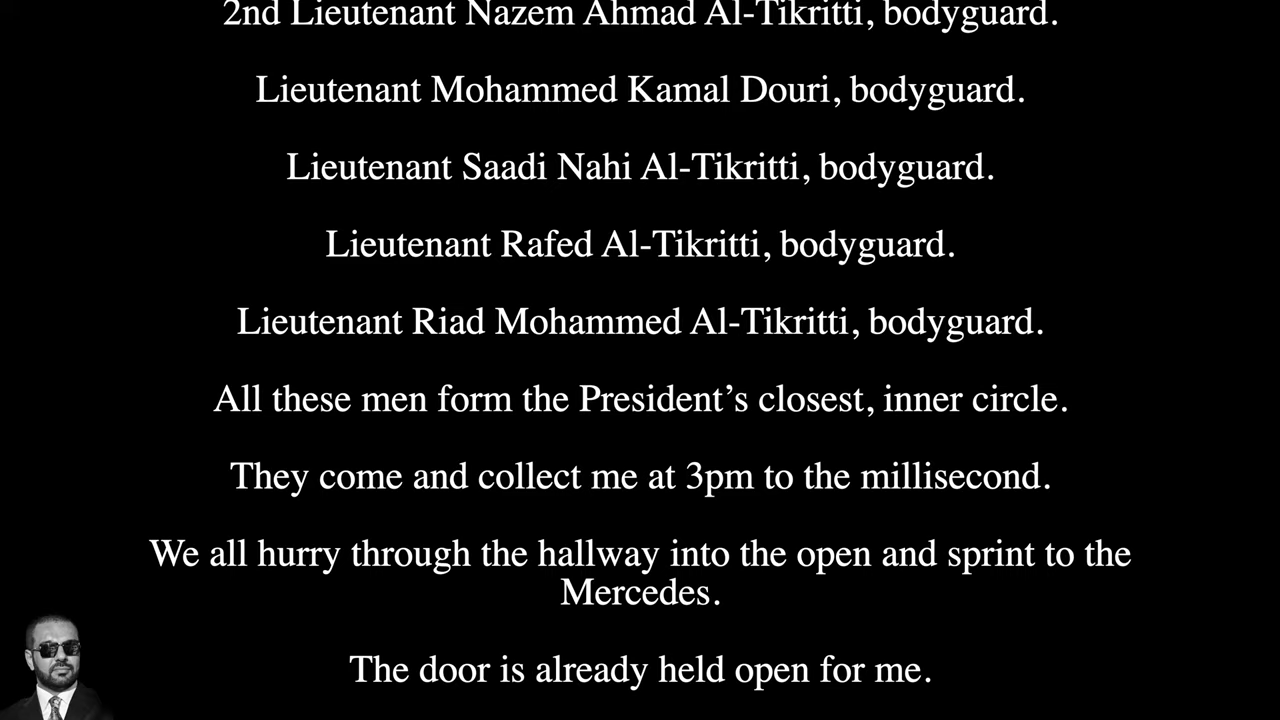 2nd Lieutenant Nazem Ahmad Al-Tikritti, bodyguard.
Lieutenant Mohammed Kamal Douri, bodyguard.
Lieutenant Saadi Nahi Al-Tikritti, bodyguard.
Lieutenant Rafed Al-Tikritti, bodyguard.
Lieutenant Riad Mohammed Al-Tikritti, bodyguard.
All these men form the President’s closest, inner circle.
They come and collect me at 3pm to the millisecond.
We all hurry through the hallway into the open and sprint to the
Mercedes.
The door is already held open for me.